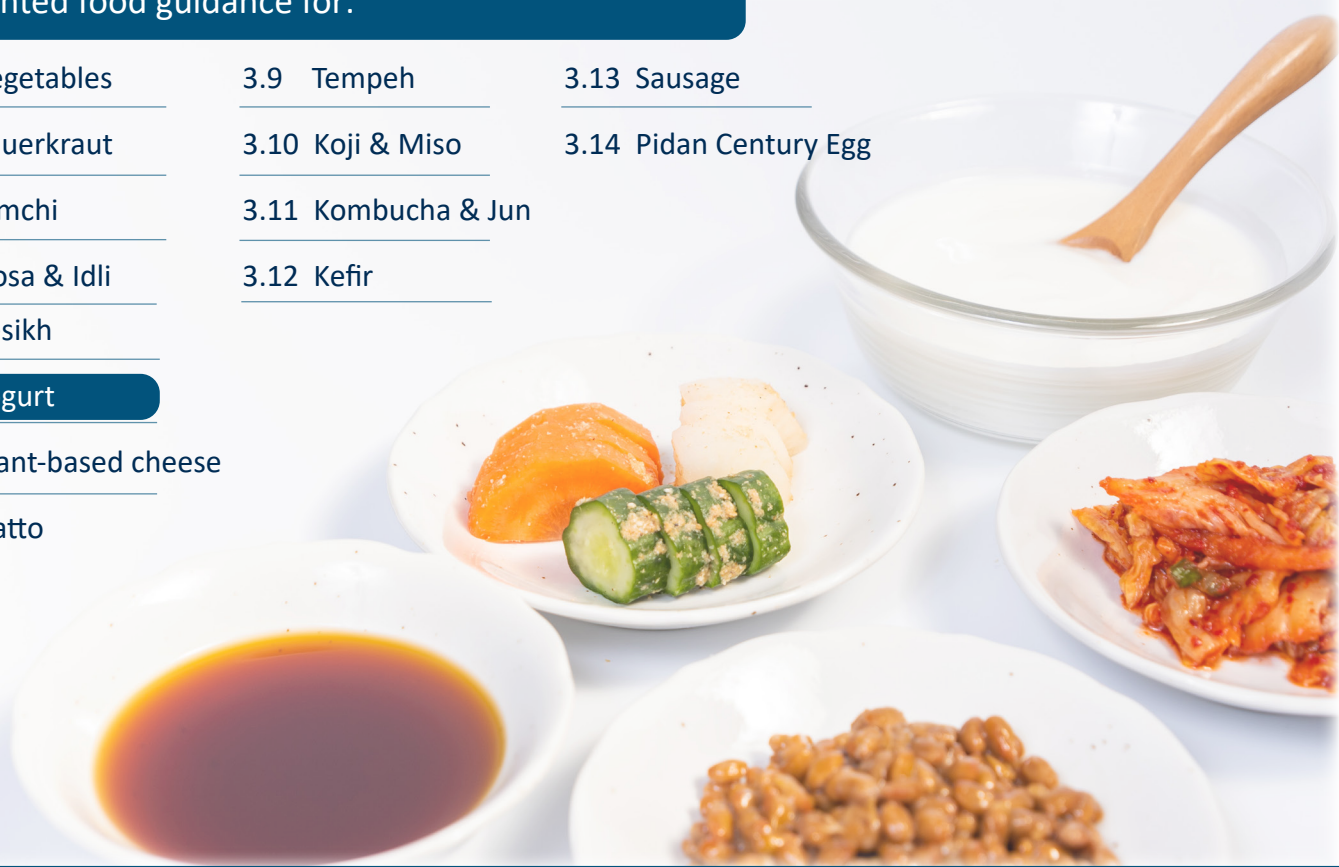 nted food guidance for:
egetables
uerkraut
mchi
osa & Idli
sikh
gurt
ant-based cheese
atto
3.9 Tempeh
3.10 Koji & Miso
3.11 Kombucha & Jun
3.12 Kefir
3.13 Sausage
3.14 Pidan Century Egg